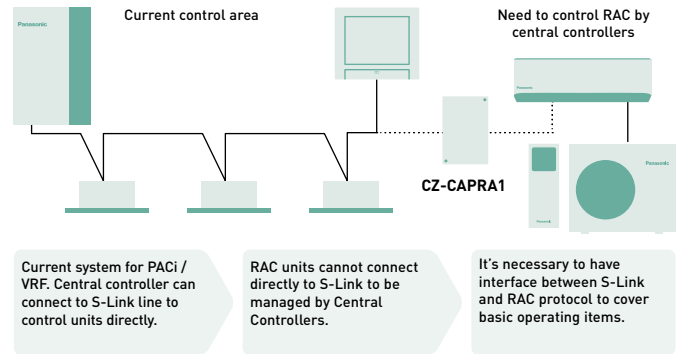 Current control area
Need to control RAC by
central controllers
Panasonic
Panasonic
CZ-CAPRA1
Panasonic
Panasonic
Current system for PACi /
VRF. Central controller can
connect to S-Link line to
control units directly.
RAC units cannot connect
directly to S-Link to be
managed by Central
Controllers.
It's necessary to have
interface between S-Link
and RAC protocol to cover
basic operating items.